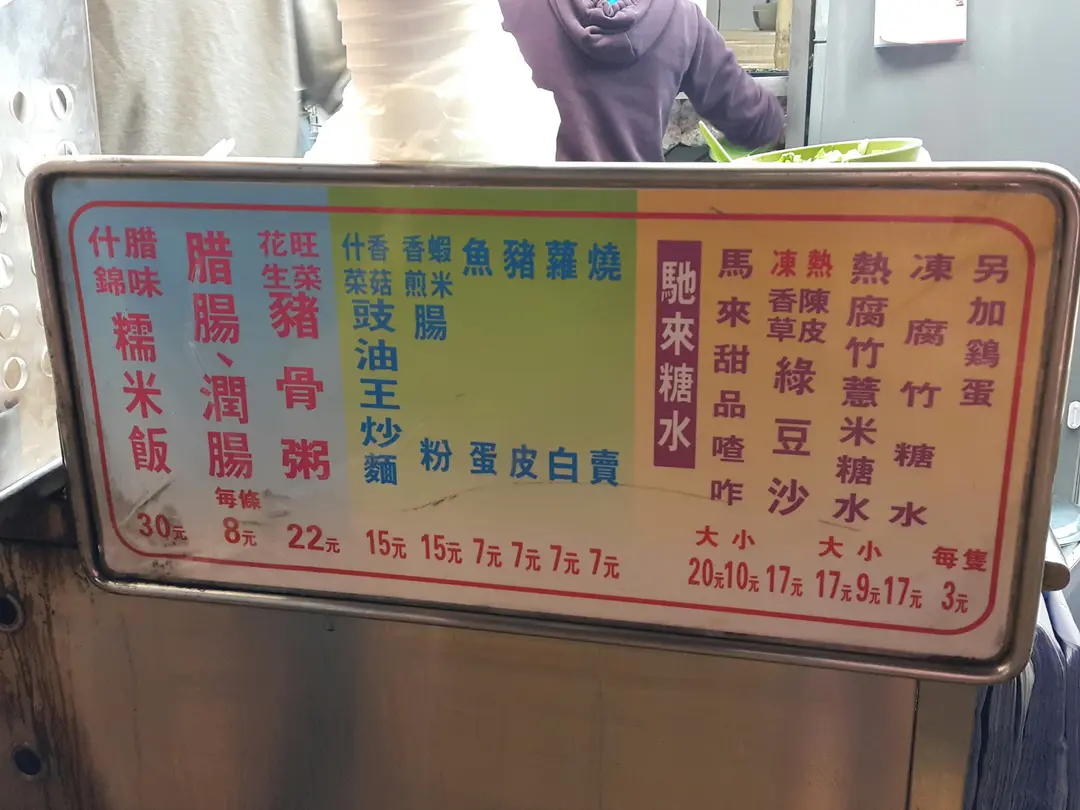 什錦腊味糯米飯 30元
腊腸、潤腸 每條 8元
花生旺菜豬骨粥 22元
什菜香菇豉油王炒麵 15元
香煎蝦米腸粉 15元
魚蛋 7元
豬皮 7元
蘿白 7元
燒賣 7元
馳來糖水
馬來甜品喳咋 大20元 小10元
凍香草熱陳皮綠豆沙 17元
熱腐竹薏米糖水 大17元 小9元
凍腐竹糖水 17元
另加鷄蛋 每隻 3元